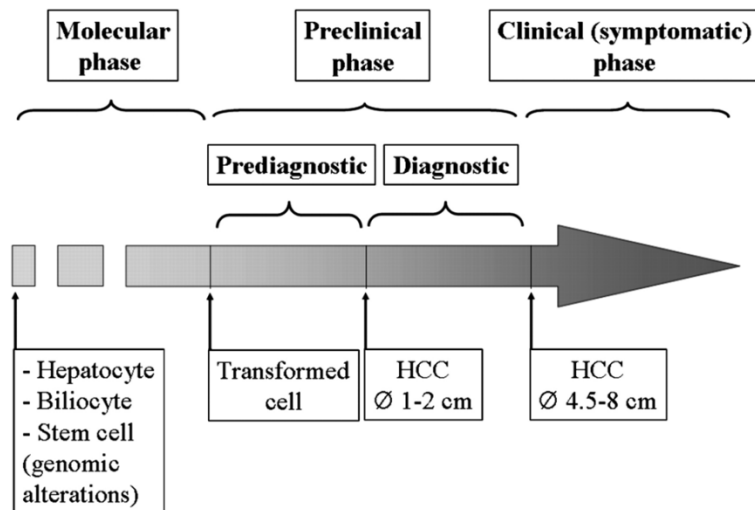 Molecular
phase
Preclinical
phase
Clinical (symptomatic)
phase
Prediagnostic
Diagnostic
- Hepatocyte
- Biliocyte
- Stem cell
(genomic
alterations)
Transformed
cell
HCC
∅ 1-2 cm
HCC
∅ 4.5-8 cm